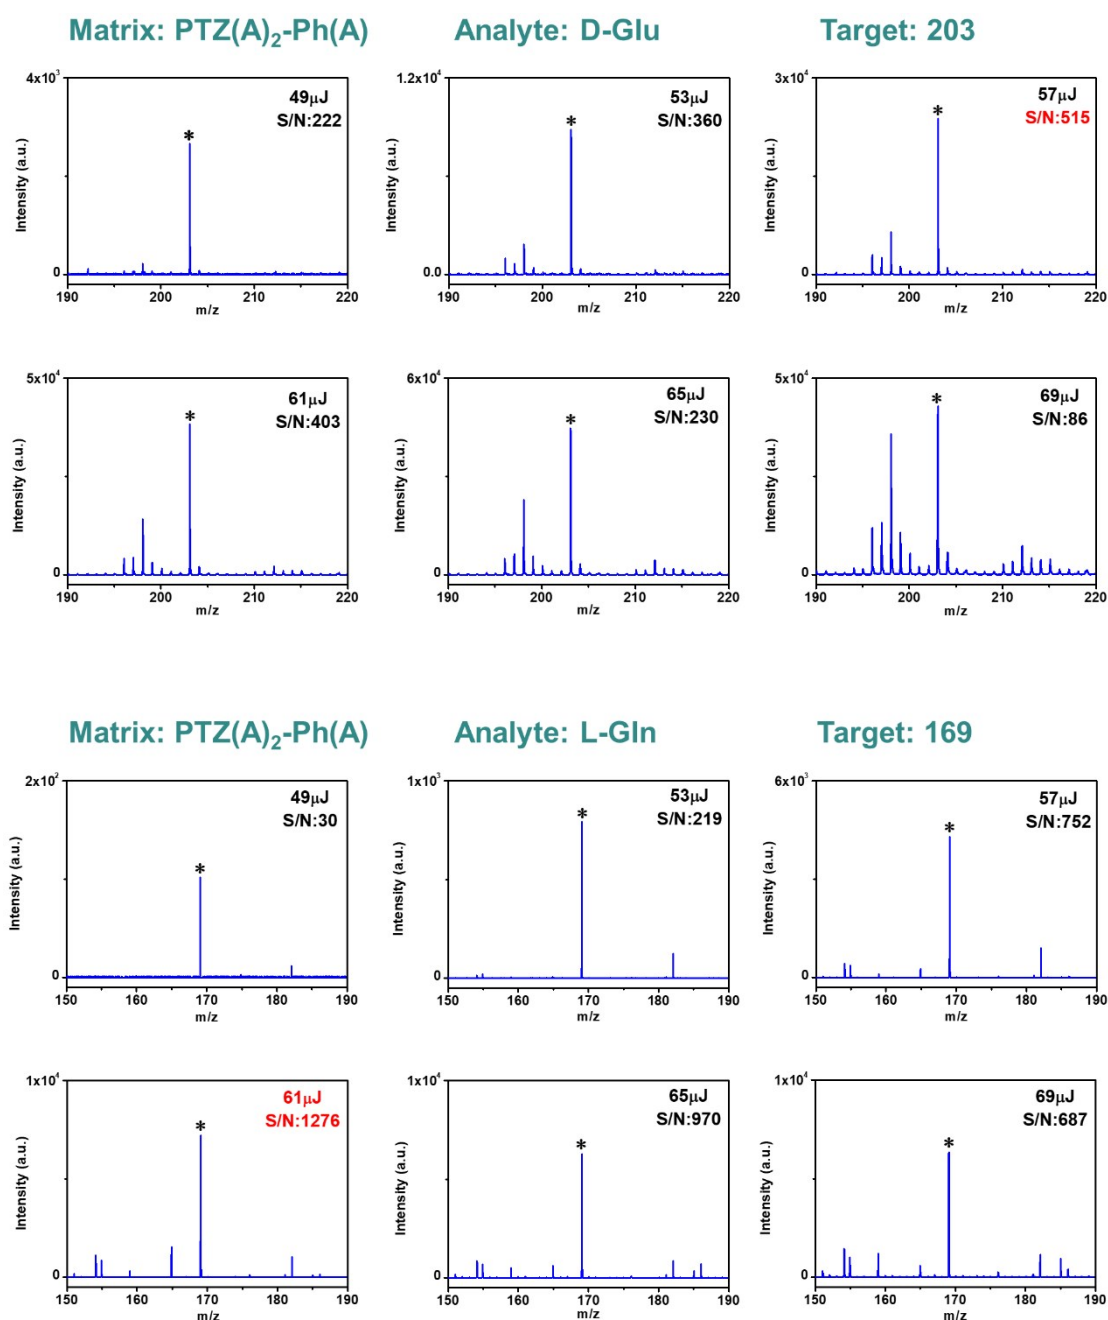 Matrix: PTZ(A)₂-Ph(A) Analyte: D-Glu Target: 203
4x10³
49µJ
S/N:222
*
Intensity (a.u.)
0
190 200 210 220
m/z
1.2x10⁴
53µJ
S/N:360
*
Intensity (a.u.)
0.0
190 200 210 220
m/z
3x10⁴
57µJ
S/N:515
*
Intensity (a.u.)
0
190 200 210 220
m/z
5x10⁴
61µJ
S/N:403
*
Intensity (a.u.)
0
190 200 210 220
m/z
6x10⁴
65µJ
S/N:230
*
Intensity (a.u.)
0
190 200 210 220
m/z
5x10⁴
69µJ
S/N:86
*
Intensity (a.u.)
0
190 200 210 220
m/z
Matrix: PTZ(A)₂-Ph(A) Analyte: L-Gln Target: 169
2x10²
49µJ
S/N:30
*
Intensity (a.u.)
0
150 160 170 180 190
m/z
1x10³
53µJ
S/N:219
*
Intensity (a.u.)
0
150 160 170 180 190
m/z
6x10³
57µJ
S/N:752
*
Intensity (a.u.)
0
150 160 170 180 190
m/z
1x10⁴
61µJ
S/N:1276
*
Intensity (a.u.)
0
150 160 170 180 190
m/z
1x10⁴
65µJ
S/N:970
*
Intensity (a.u.)
0
150 160 170 180 190
m/z
1x10⁴
69µJ
S/N:687
*
Intensity (a.u.)
0
150 160 170 180 190
m/z